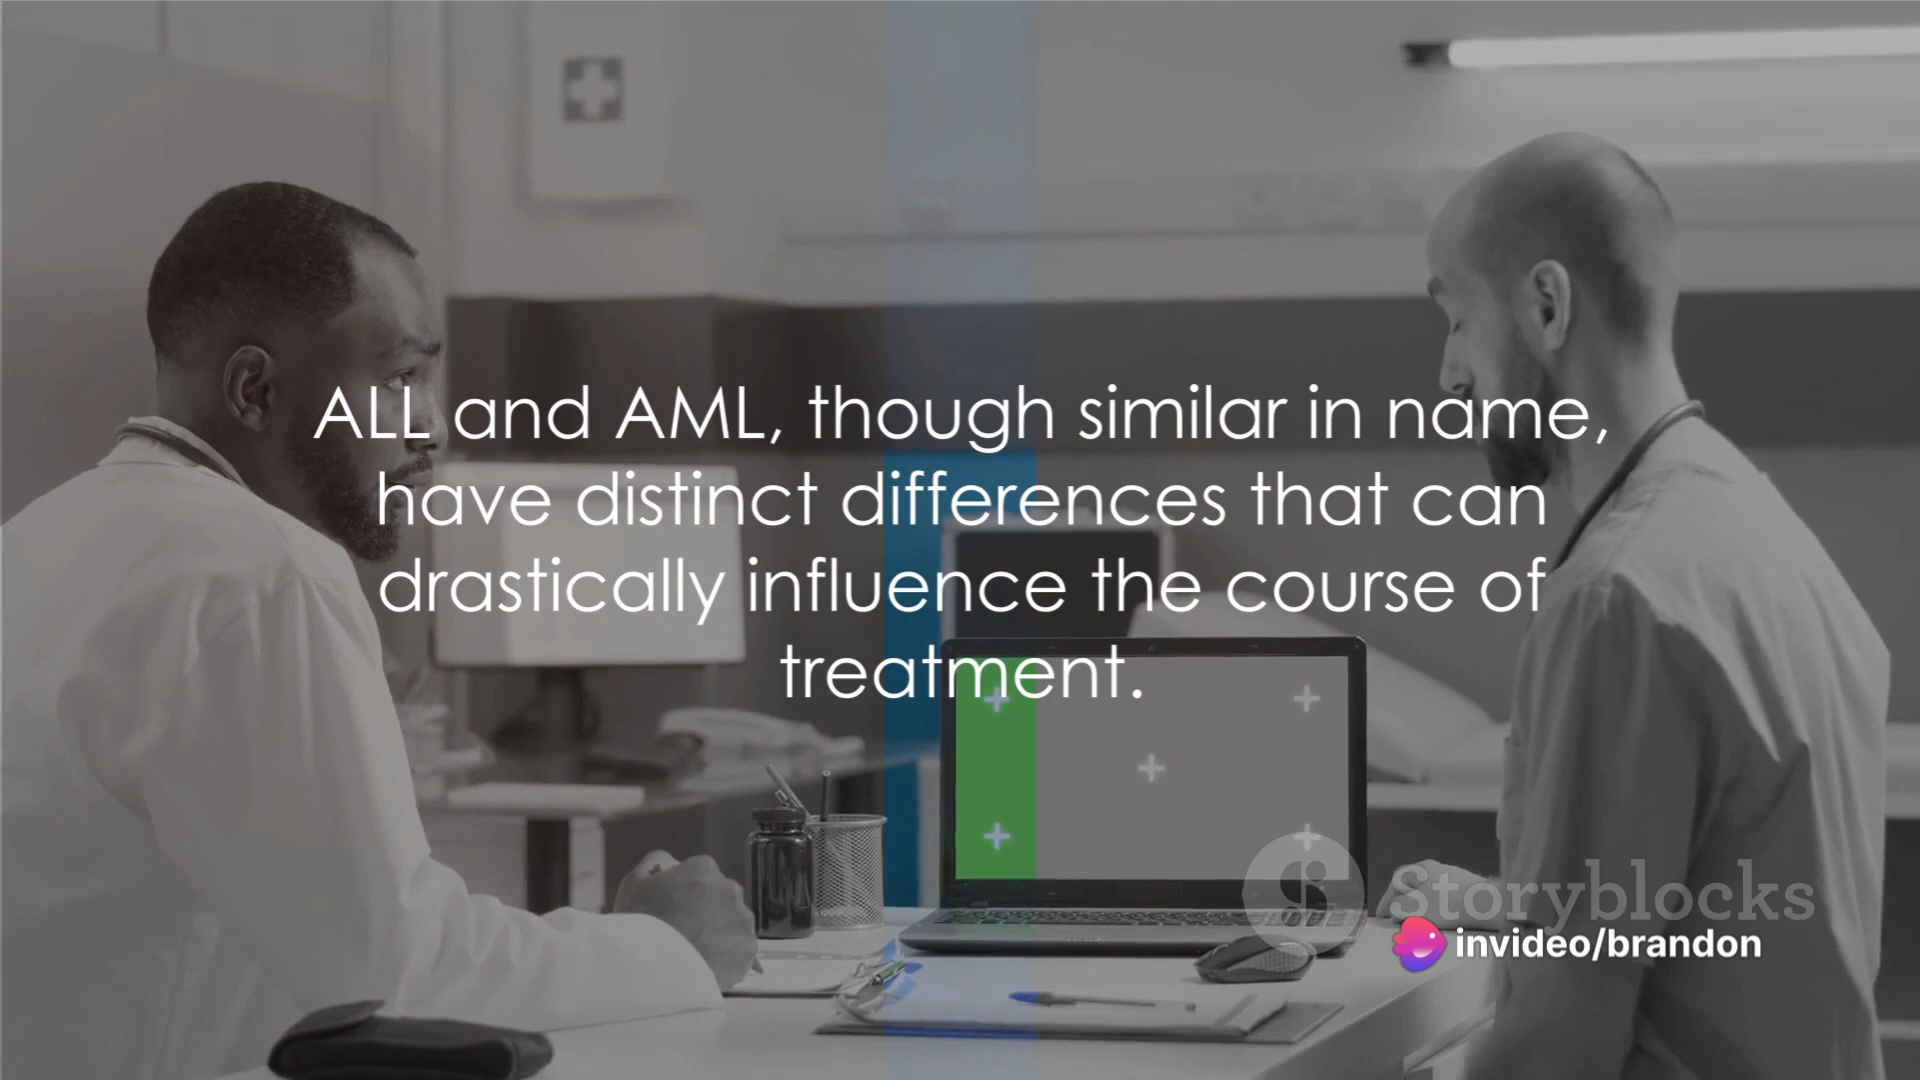 ALL and AML, though similar in name,
have distinct differences that can
drastically influence the course of
treatment.
Storyblocks
invideo/brandon